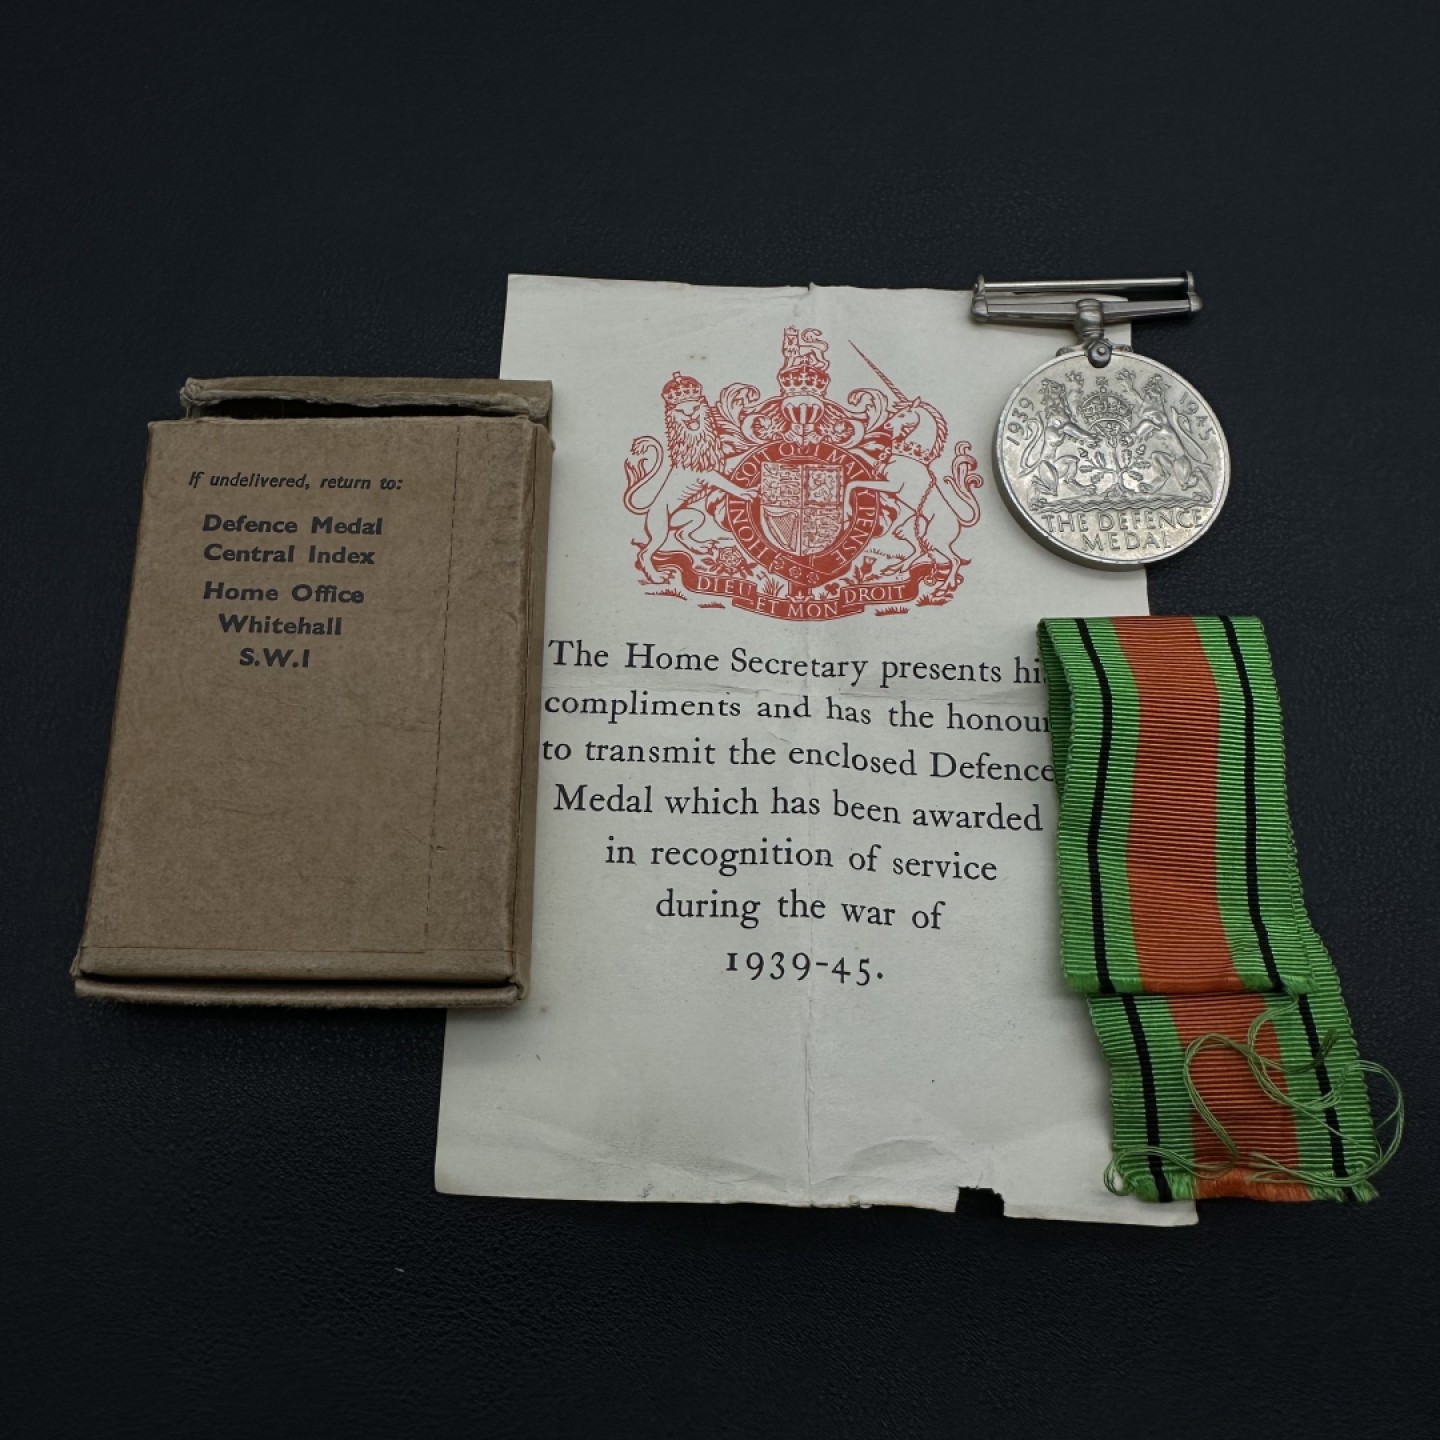 If undelivered, return to:
Defence Medal
Central Index
Home Office
Whitehall
S.W.1
HONI SOIT QUI MAL PENSE
DIEU ET MON DROIT
The Home Secretary presents hi
compliments and has the honour
to transmit the enclosed Defence
Medal which has been awarded
in recognition of service
during the war of
1939-45.
1939 1945
THE DEFENCE
MEDAL